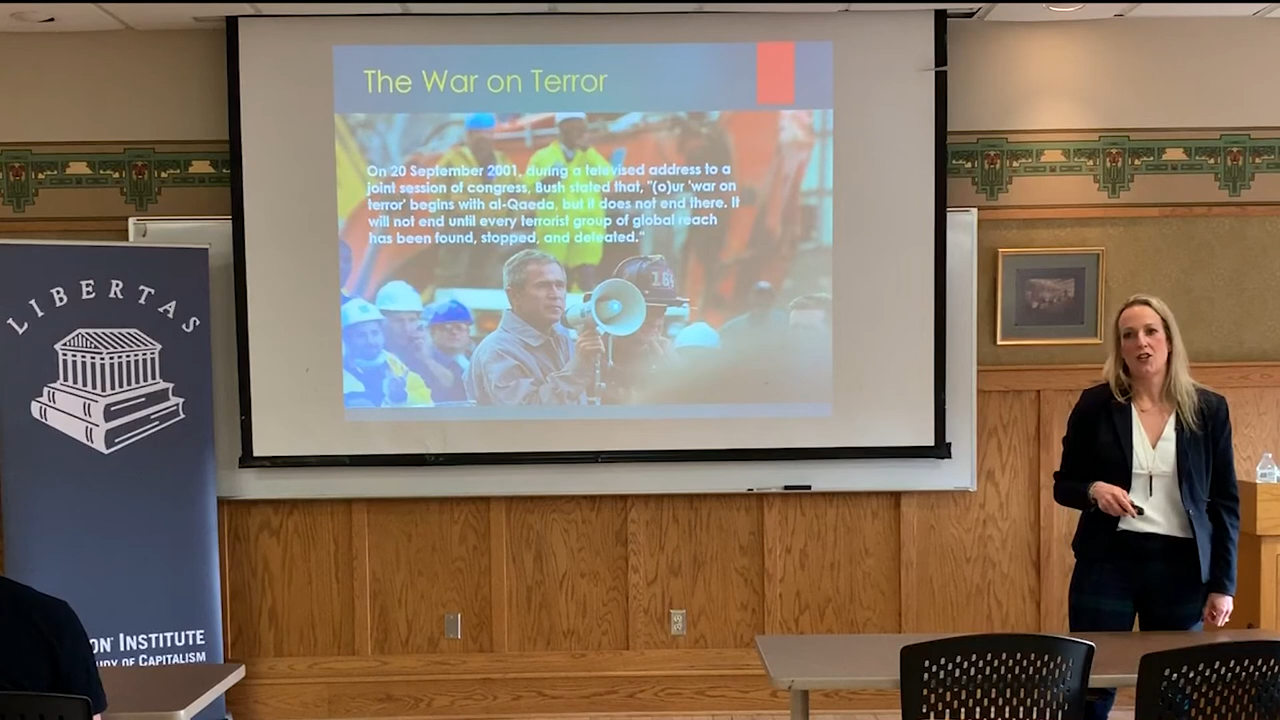 The War on Terror
On 20 September 2001, during a televised address to a
joint session of congress, Bush stated that, "(o)ur 'war on
terror' begins with al-Qaeda, but it does not end there. It
will not end until every terrorist group of global reach
has been found, stopped, and defeated."
LIBERTAS
INSTITUTE
OF CAPITALISM